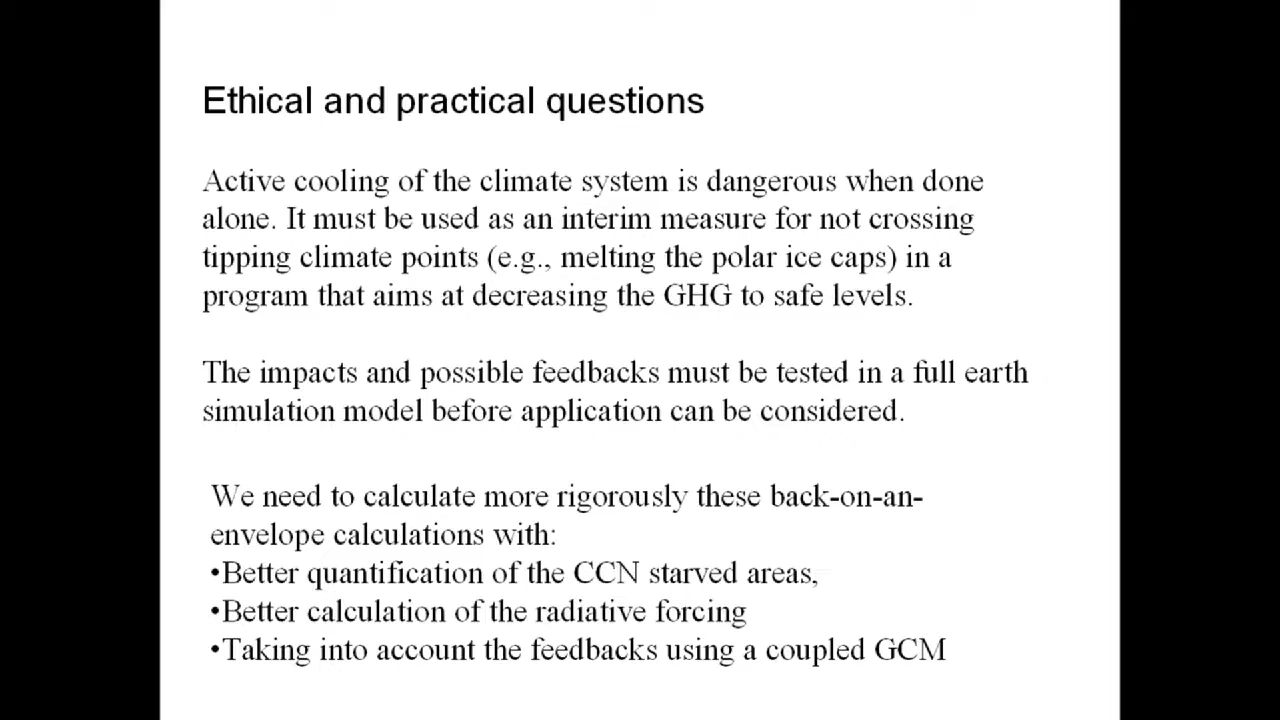 Ethical and practical questions
Active cooling of the climate system is dangerous when done
alone. It must be used as an interim measure for not crossing
tipping climate points (e.g., melting the polar ice caps) in a
program that aims at decreasing the GHG to safe levels.
The impacts and possible feedbacks must be tested in a full earth
simulation model before application can be considered.
We need to calculate more rigorously these back-on-an-
envelope calculations with:
•Better quantification of the CCN starved areas,
•Better calculation of the radiative forcing
•Taking into account the feedbacks using a coupled GCM